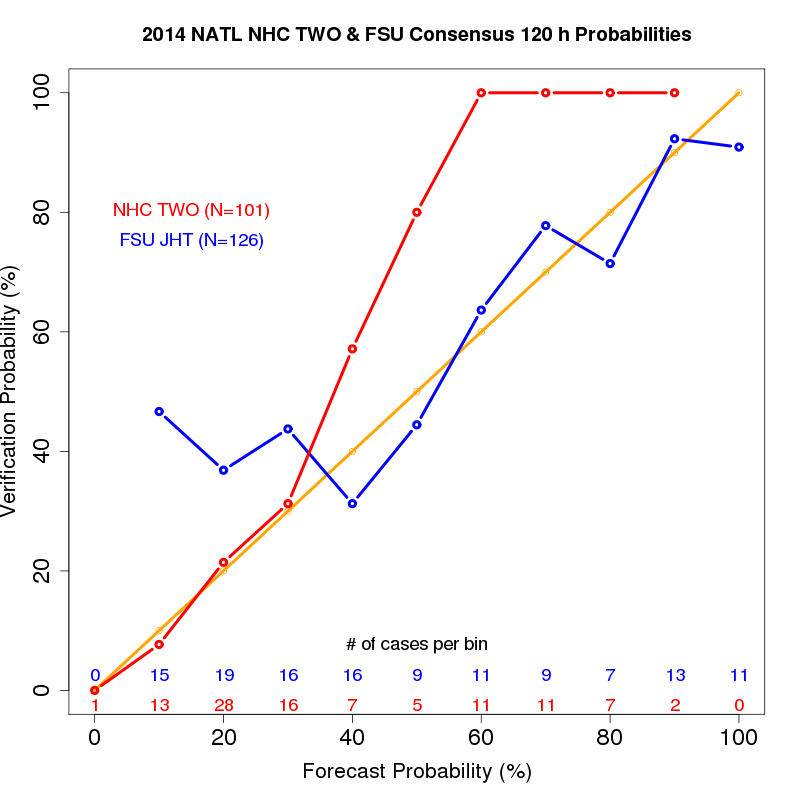 2014 NATL NHC TWO & FSU Consensus 120 h Probabilities
100
80
60
40
20
0
Verification Probability (%)
NHC TWO (N=101)
FSU JHT (N=126)
# of cases per bin
0 15 19 16 16 9 11 9 7 13 11
1 13 28 16 7 5 11 11 7 2 0
0 20 40 60 80 100
Forecast Probability (%)